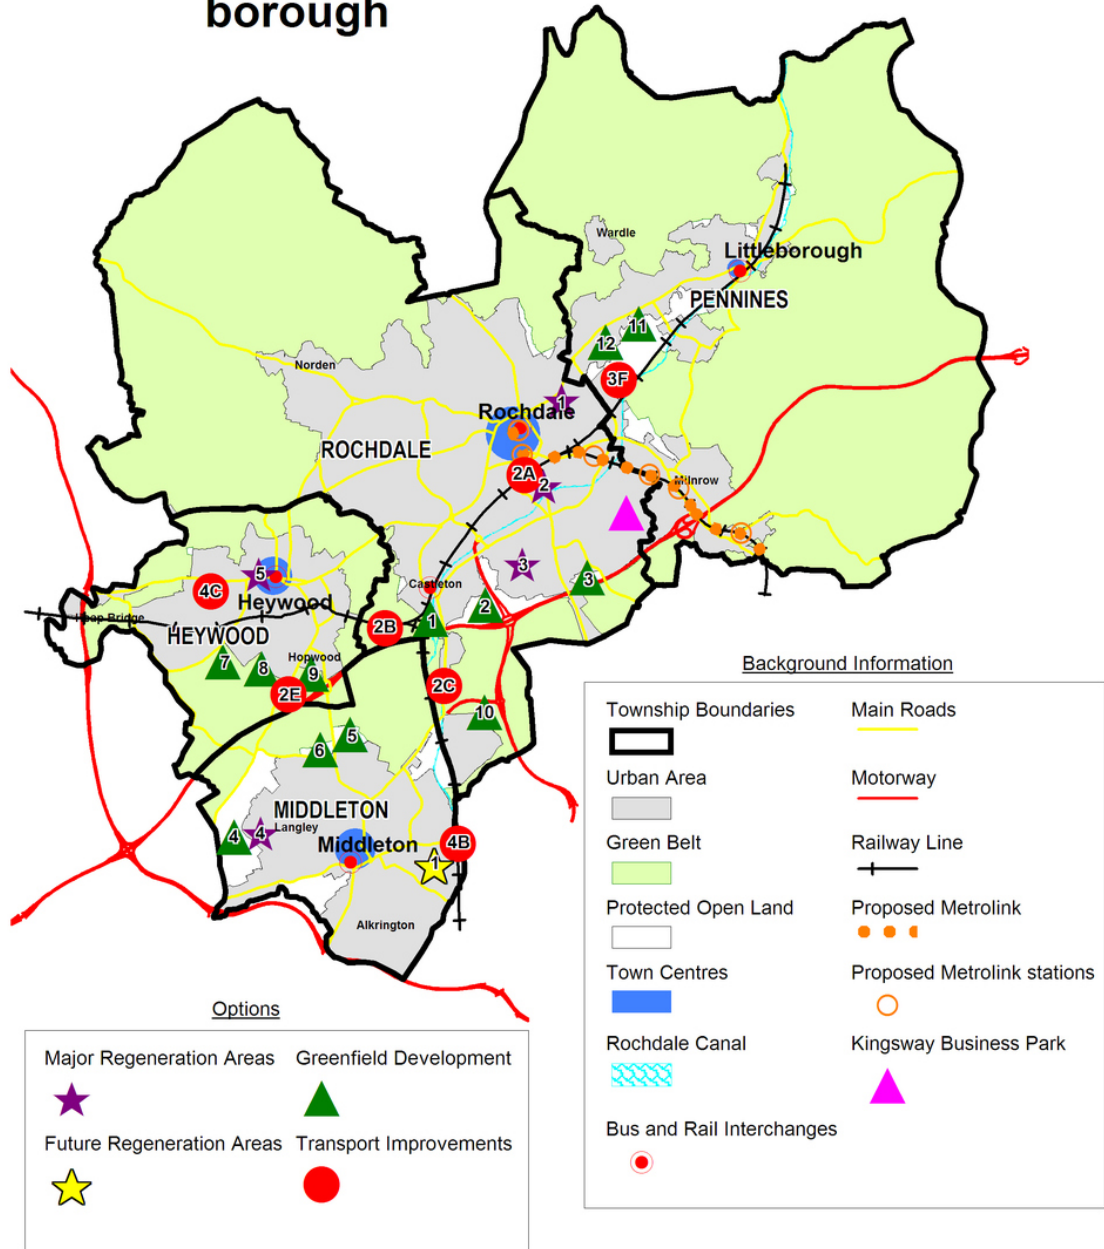 borough
Wardle
Littleborough
PENNINES
11
12
Norden
3F
1
Rochdale
ROCHDALE
2A
2
Milnrow
5
3
Castleton
3
4C
Heywood
2
Heap Bridge
1
2B
HEYWOOD
Hopwood
7
8
9
2C
2E
10
5
6
MIDDLETON
Langley
4
4
Middleton
4B
1
Alkrington
Background Information
Township Boundaries
Main Roads
Urban Area
Motorway
Green Belt
Railway Line
Protected Open Land
Proposed Metrolink
Town Centres
Proposed Metrolink stations
Rochdale Canal
Kingsway Business Park
Bus and Rail Interchanges
Options
Major Regeneration Areas
Greenfield Development
Future Regeneration Areas
Transport Improvements